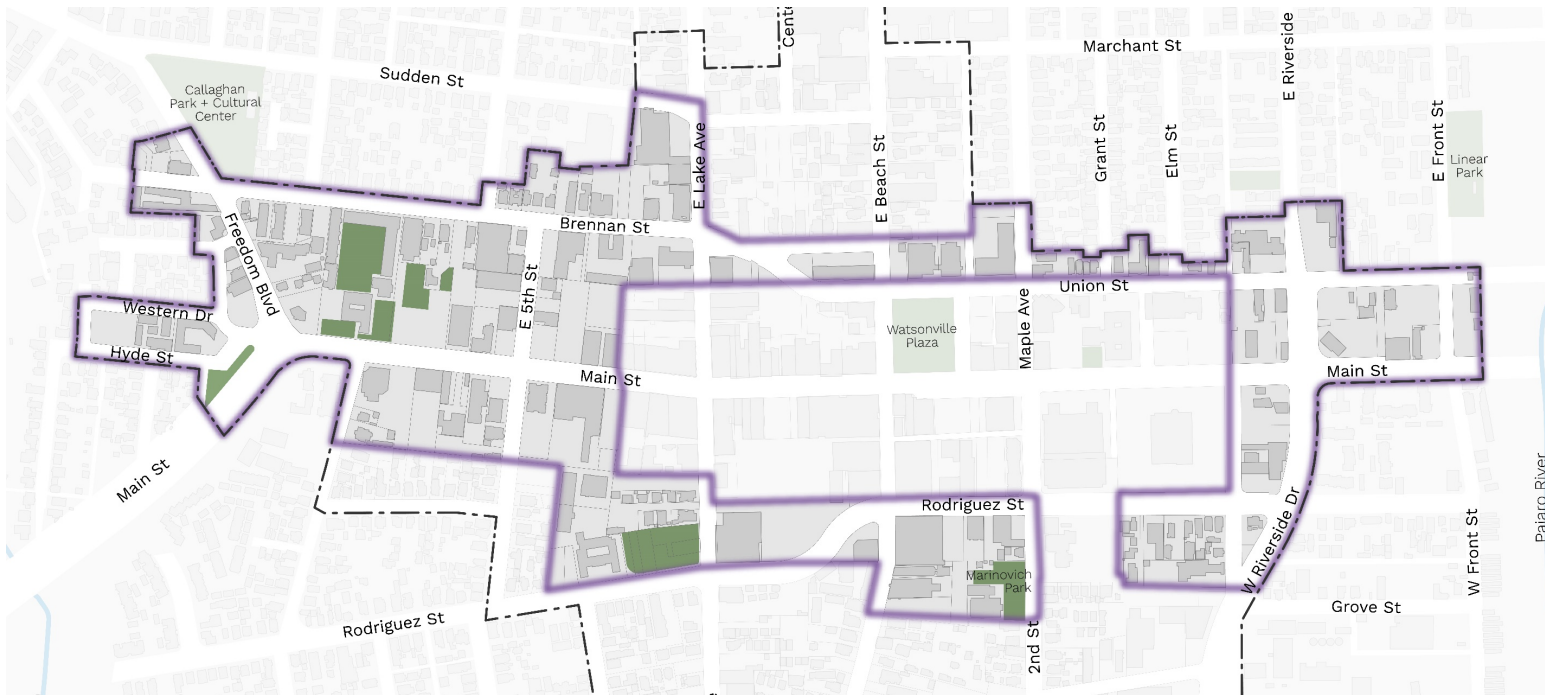 Cente
E Riverside
Marchant St
Sudden St
Callaghan
Park + Cultural
Center
Grant St
Elm St
E Front St
Linear
Park
E Lake Ave
E Beach St
Brennan St
Freedom Blvd
E 5th St
Union St
Western Dr
Watsonville
Plaza
Maple Ave
Hyde St
Main St
Main St
Main St
Rodriguez St
Pajaro River
W Riverside Dr
W Front St
Marinovich
Park
Grove St
Rodriguez St
2nd St